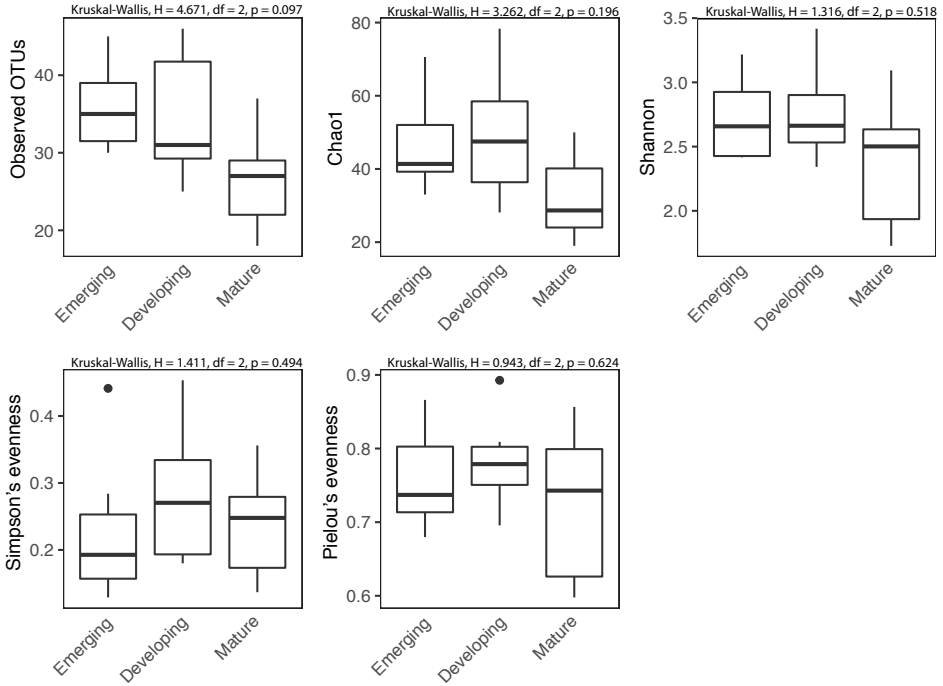 Kruskal-Wallis, H = 4.671, df = 2, p = 0.097
Observed OTUs
40
30
20
Emerging
Developing
Mature
Kruskal-Wallis, H = 3.262, df = 2, p = 0.196
Chao1
80
60
40
20
Emerging
Developing
Mature
Kruskal-Wallis, H = 1.316, df = 2, p = 0.518
Shannon
3.5
3.0
2.5
2.0
Emerging
Developing
Mature
Kruskal-Wallis, H = 1.411, df = 2, p = 0.494
Simpson's evenness
0.4
0.3
0.2
Emerging
Developing
Mature
Kruskal-Wallis, H = 0.943, df = 2, p = 0.624
Pielou's evenness
0.9
0.8
0.7
0.6
Emerging
Developing
Mature